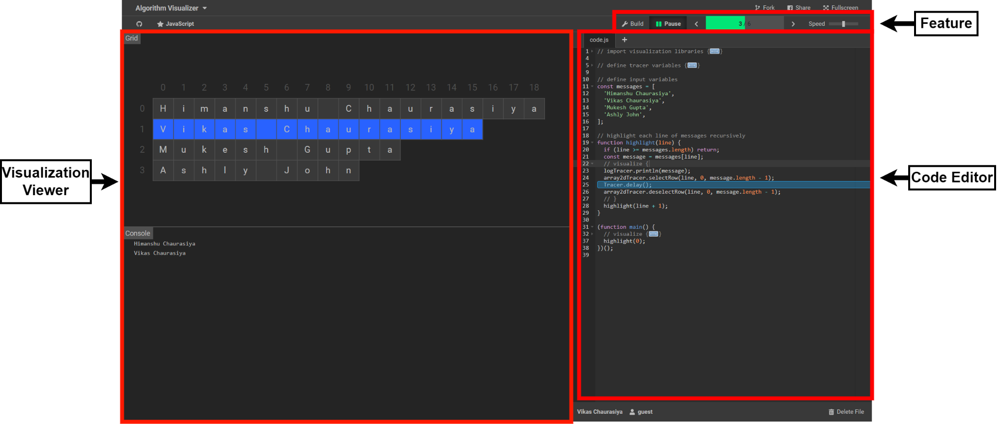 Algorithm Visualizer
Fork Share Fullscreen
JavaScript
Build Pause 3 / 6 Speed
Feature
Grid
0 1 2 3 4 5 6 7 8 9 10 11 12 13 14 15 16 17 18
0 H i m a n s h u C h a u r a s i y a
1 V i k a s C h a u r a s i y a
2 M u k e s h G u p t a
3 A s h l y J o h n
Visualization
Viewer
Console
Himanshu Chaurasiya
Vikas Chaurasiya
code.js +
1 // import visualization libraries {}
4
5 // define tracer variables {}
9
10 // define input variables
11 const messages = [
12 'Himanshu Chaurasiya',
13 'Vikas Chaurasiya',
14 'Mukesh Gupta',
15 'Ashly John',
16 ];
17
18 // highlight each line of messages recursively
19 function highlight(line) {
20 if (line >= messages.length) return;
21 const message = messages[line];
22 // visualize {
23 logTracer.println(message);
24 array2dTracer.selectRow(line, 0, message.length - 1);
25 Tracer.delay();
26 array2dTracer.deselectRow(line, 0, message.length - 1);
27 // }
28 highlight(line + 1);
29 }
30
31 (function main() {
32 // visualize {}
37 highlight(0);
38 })();
39
Code Editor
Vikas Chaurasiya guest Delete File